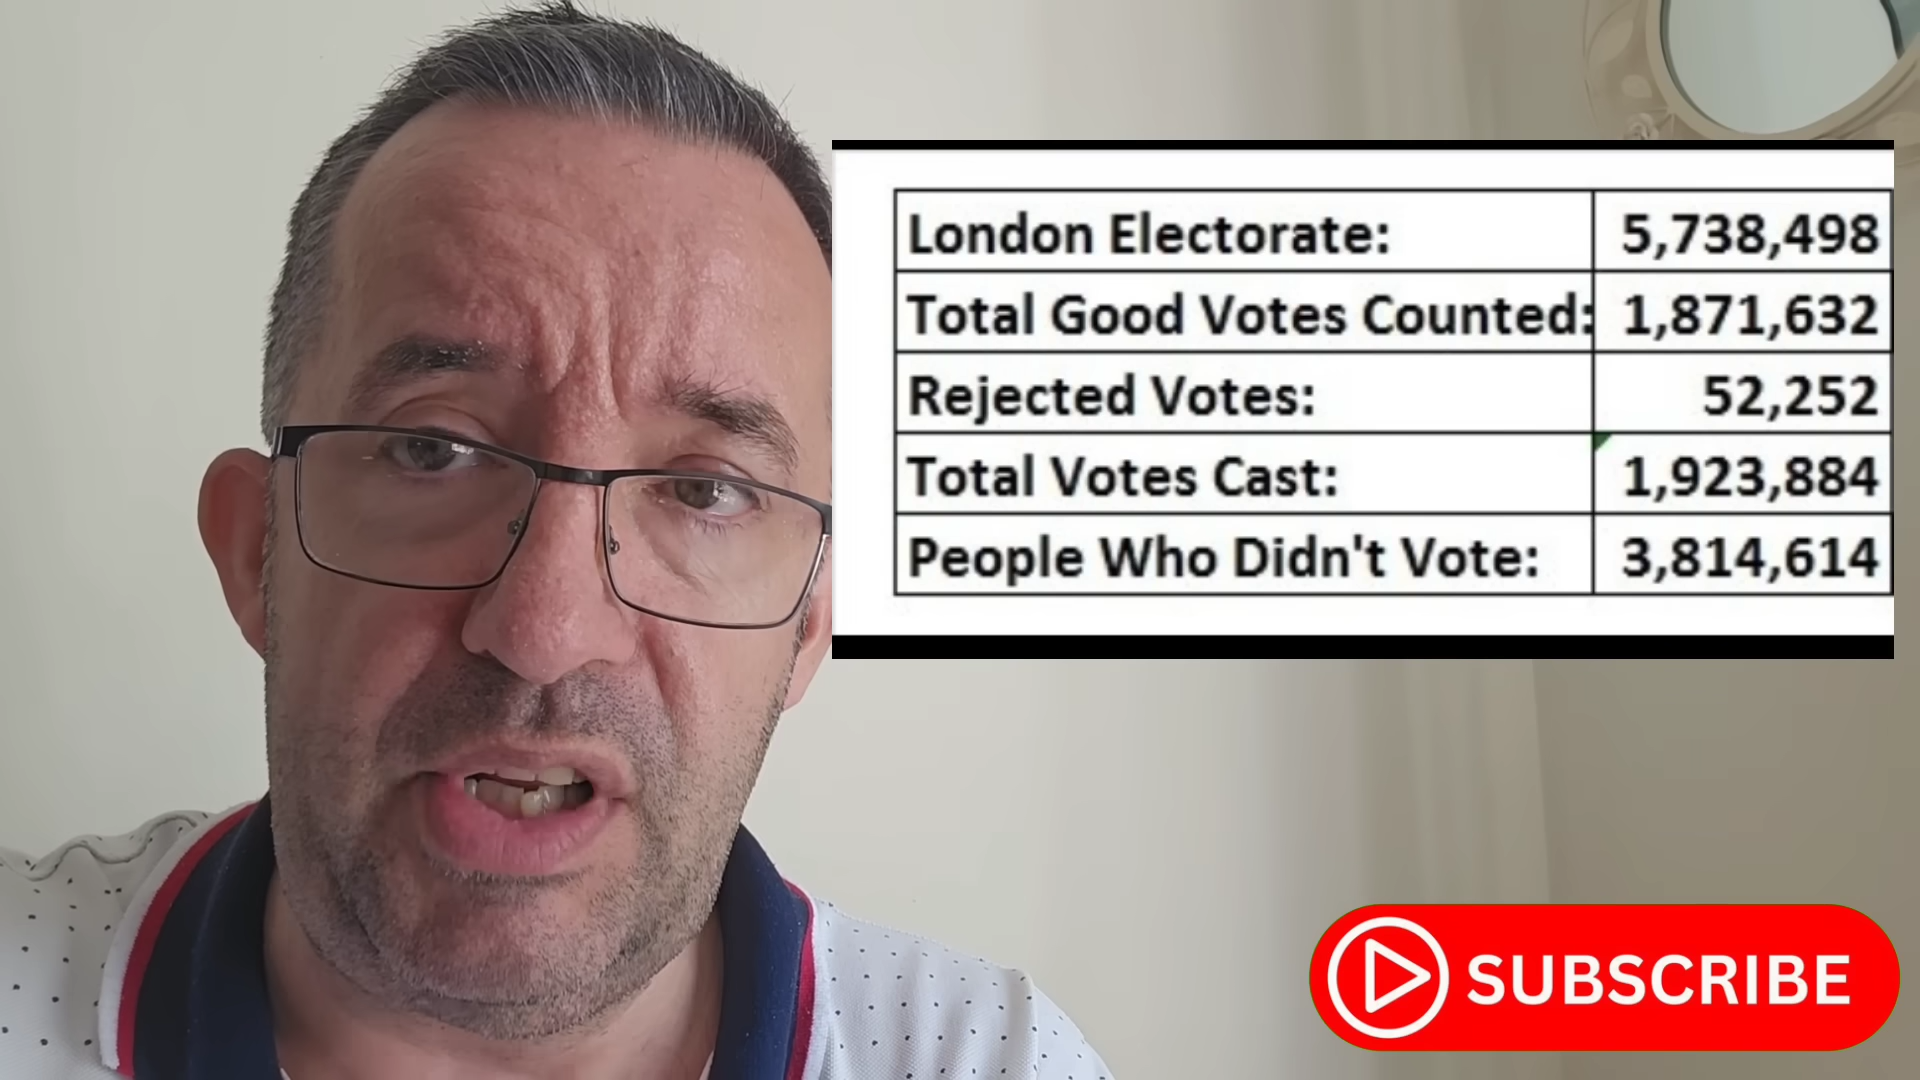 London Electorate: 5,738,498
Total Good Votes Counted: 1,871,632
Rejected Votes: 52,252
Total Votes Cast: 1,923,884
People Who Didn't Vote: 3,814,614
SUBSCRIBE